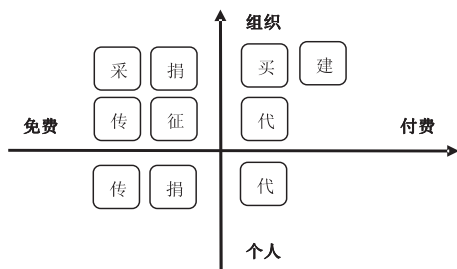 组织
采 捐 买 建
传 征 代
免费 付费
传 捐 代
个人